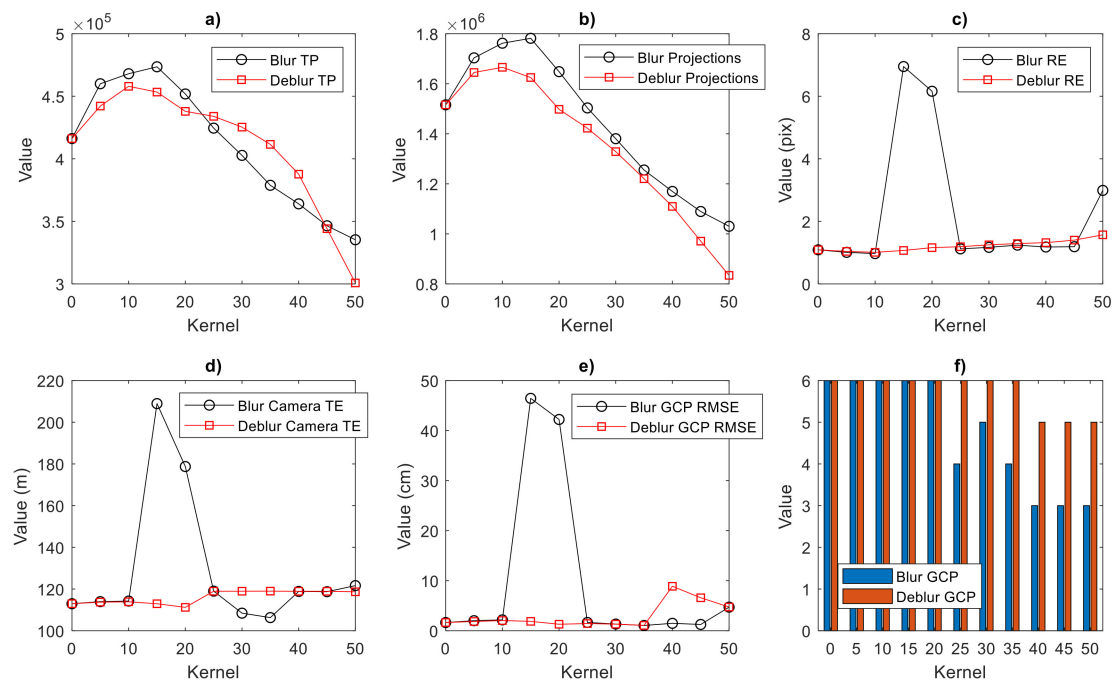 a)
×10⁵
5
4.5
4
3.5
3
Value
0 10 20 30 40 50
Kernel
Blur TP
Deblur TP
b)
×10⁶
1.8
1.6
1.4
1.2
1
0.8
Value
0 10 20 30 40 50
Kernel
Blur Projections
Deblur Projections
c)
8
6
4
2
0
Value (pix)
0 10 20 30 40 50
Kernel
Blur RE
Deblur RE
d)
220
200
180
160
140
120
100
Value (m)
0 10 20 30 40 50
Kernel
Blur Camera TE
Deblur Camera TE
e)
50
40
30
20
10
0
Value (cm)
0 10 20 30 40 50
Kernel
Blur GCP RMSE
Deblur GCP RMSE
f)
6
5
4
3
2
1
0
Value
Blur GCP
Deblur GCP
0 5 10 15 20 25 30 35 40 45 50
Kernel